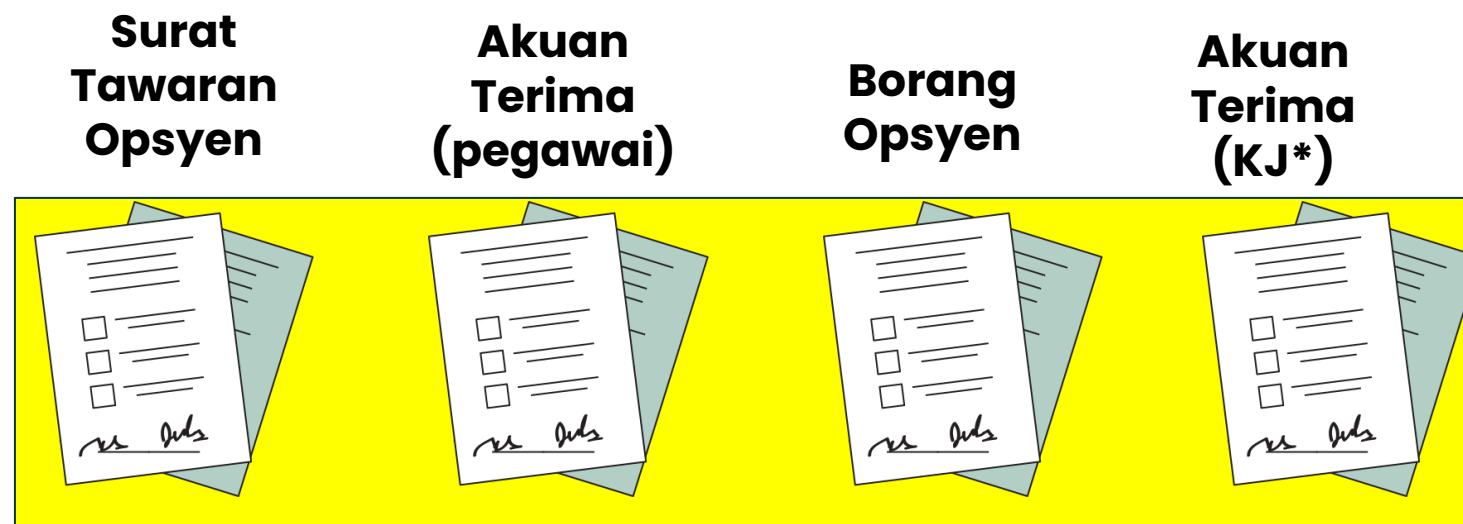 Surat
Tawaran
Opsyen
Akuan
Terima
(pegawai)
Borang
Opsyen
Akuan
Terima
(KJ*)